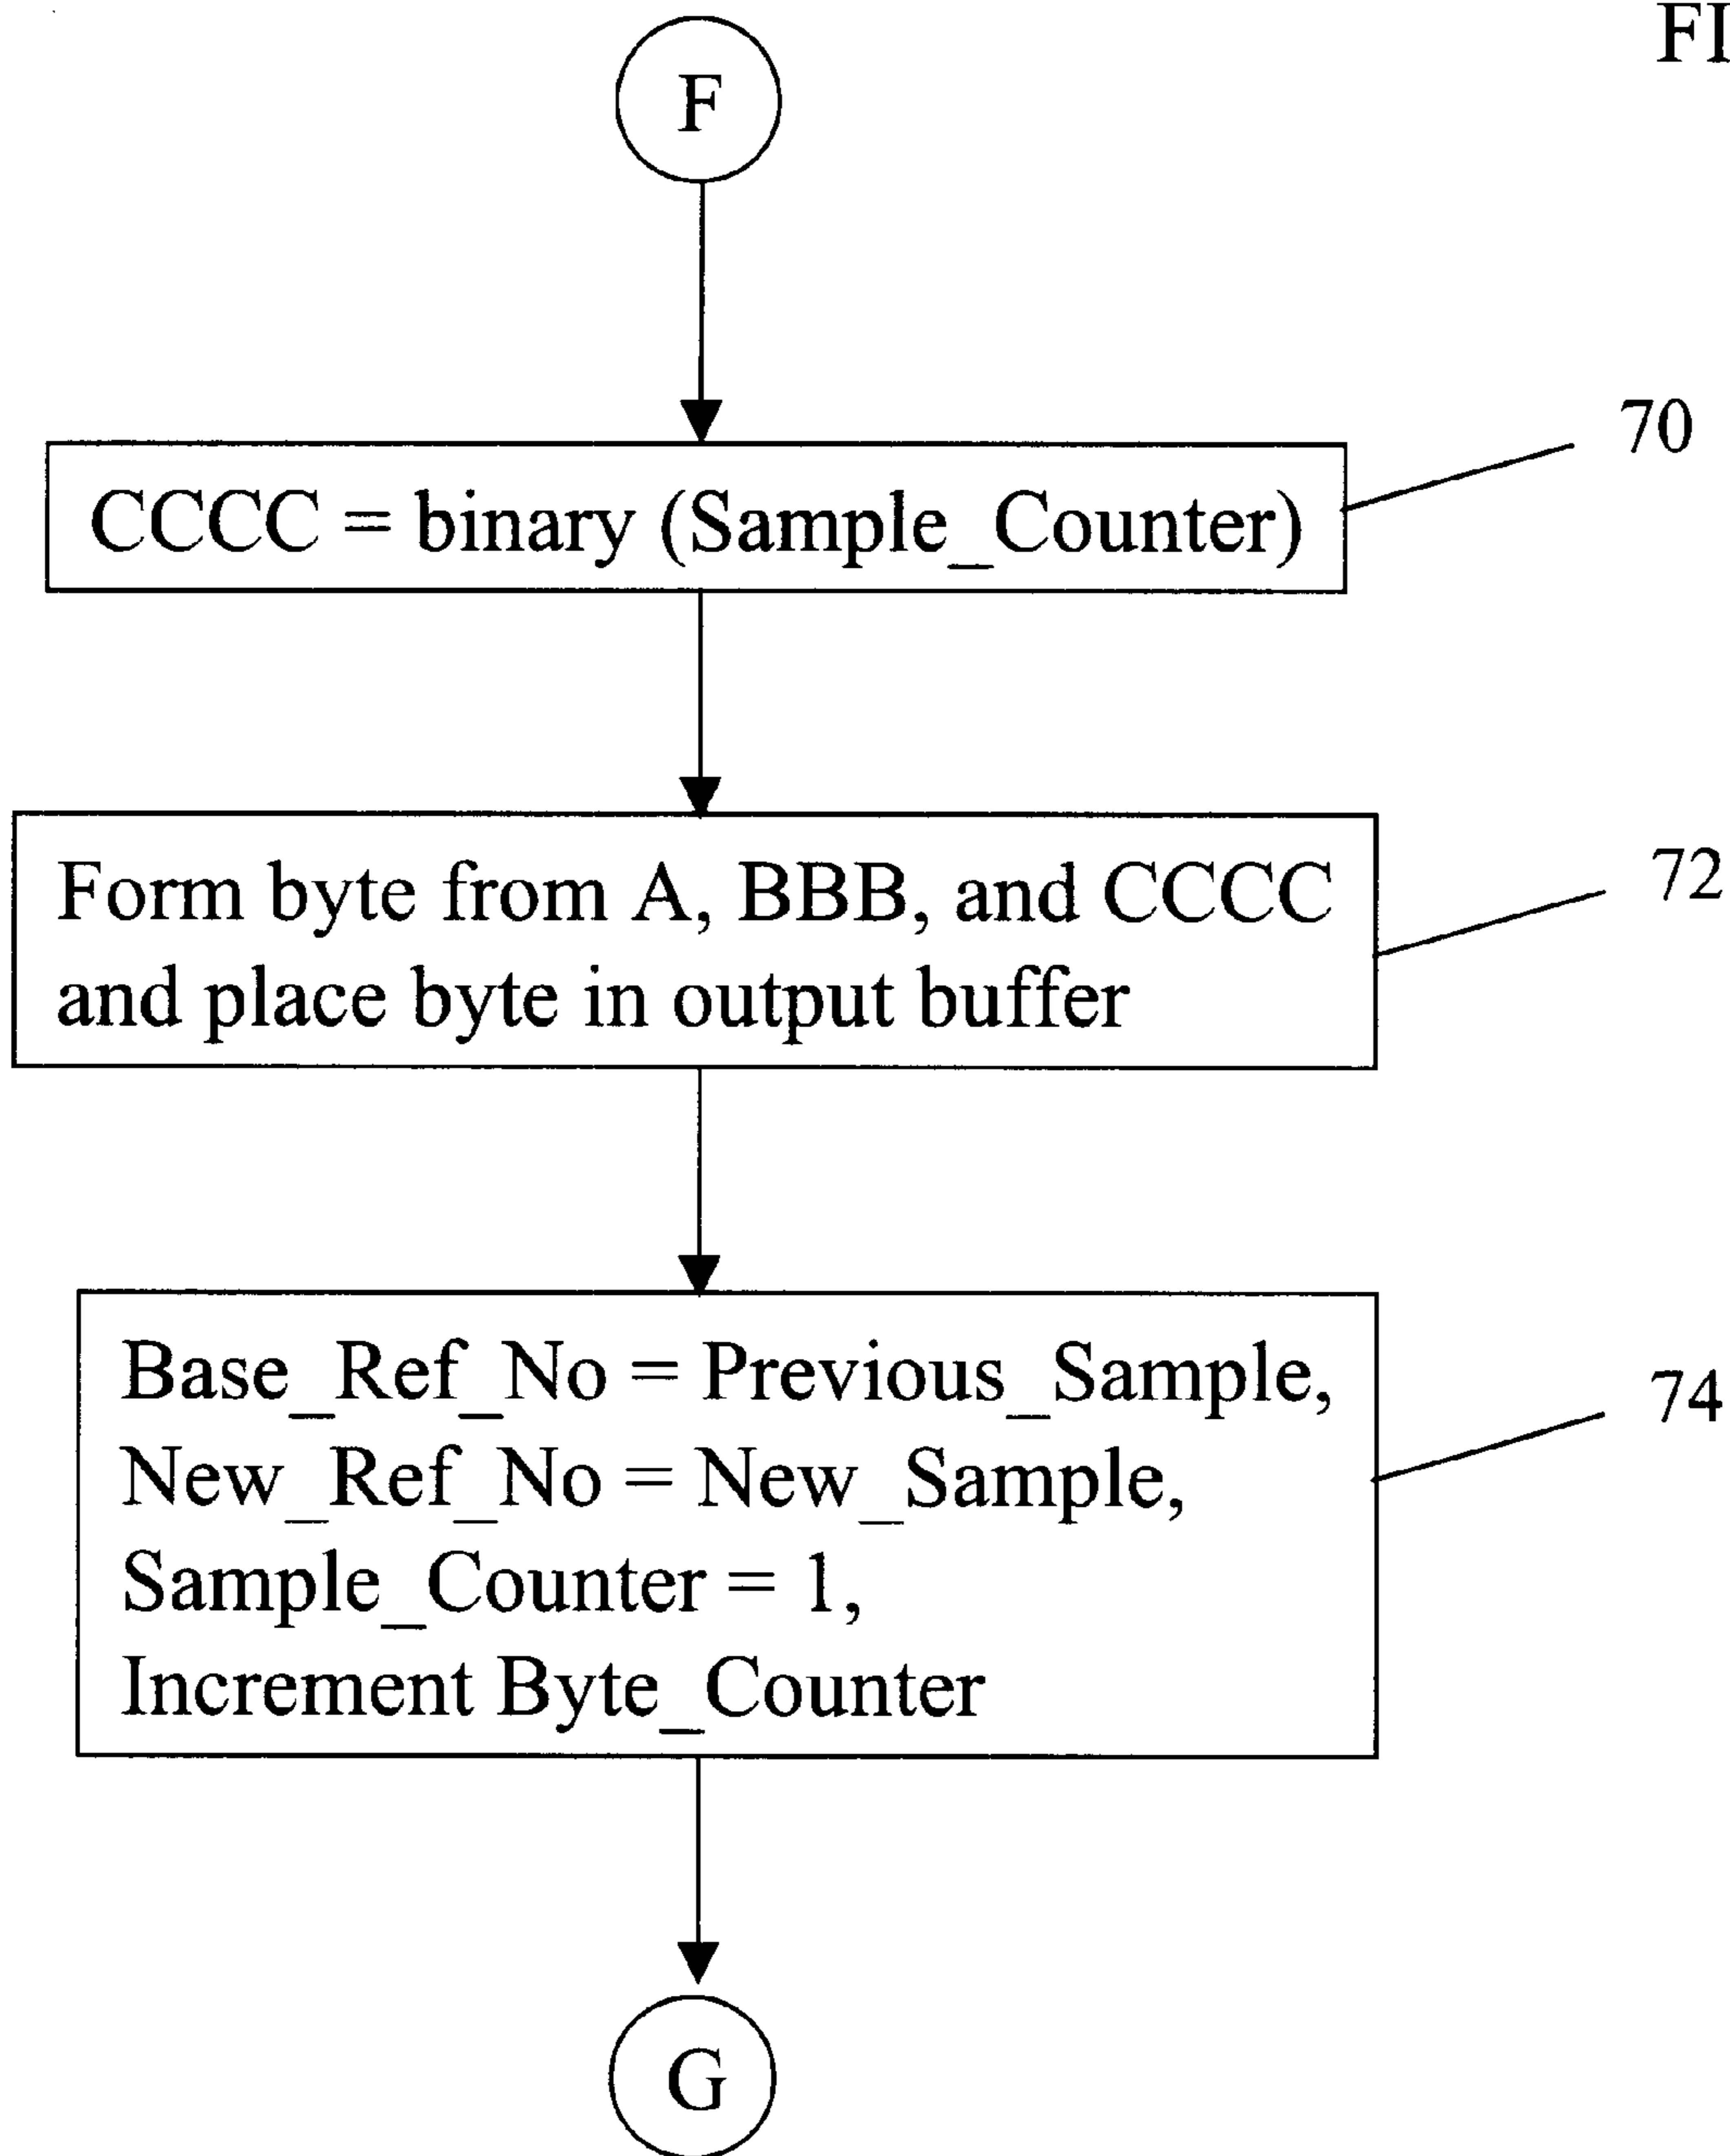 FI
F
70
CCCC = binary (Sample_Counter)
72
Form byte from A, BBB, and CCCC
and place byte in output buffer
74
Base_Ref_No = Previous_Sample,
New_Ref_No = New_Sample,
Sample_Counter = 1,
Increment Byte_Counter
G